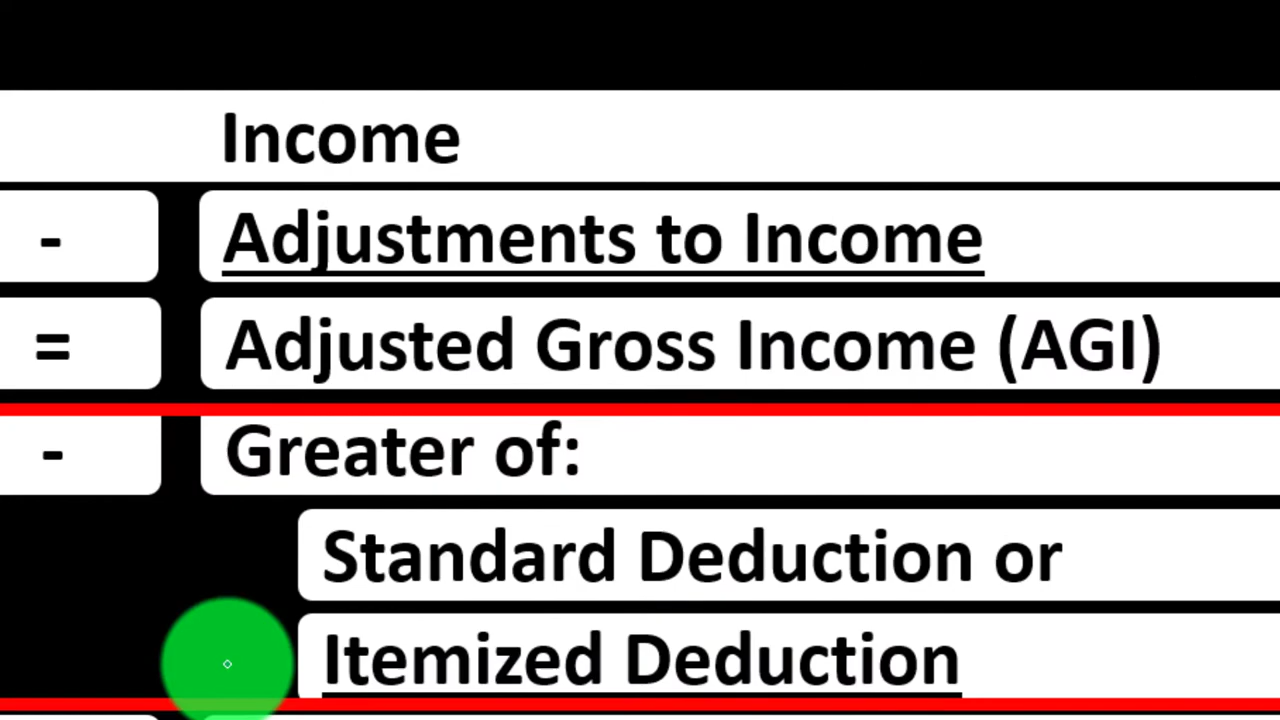 Income
- Adjustments to Income
= Adjusted Gross Income (AGI)
- Greater of:
Standard Deduction or
Itemized Deduction